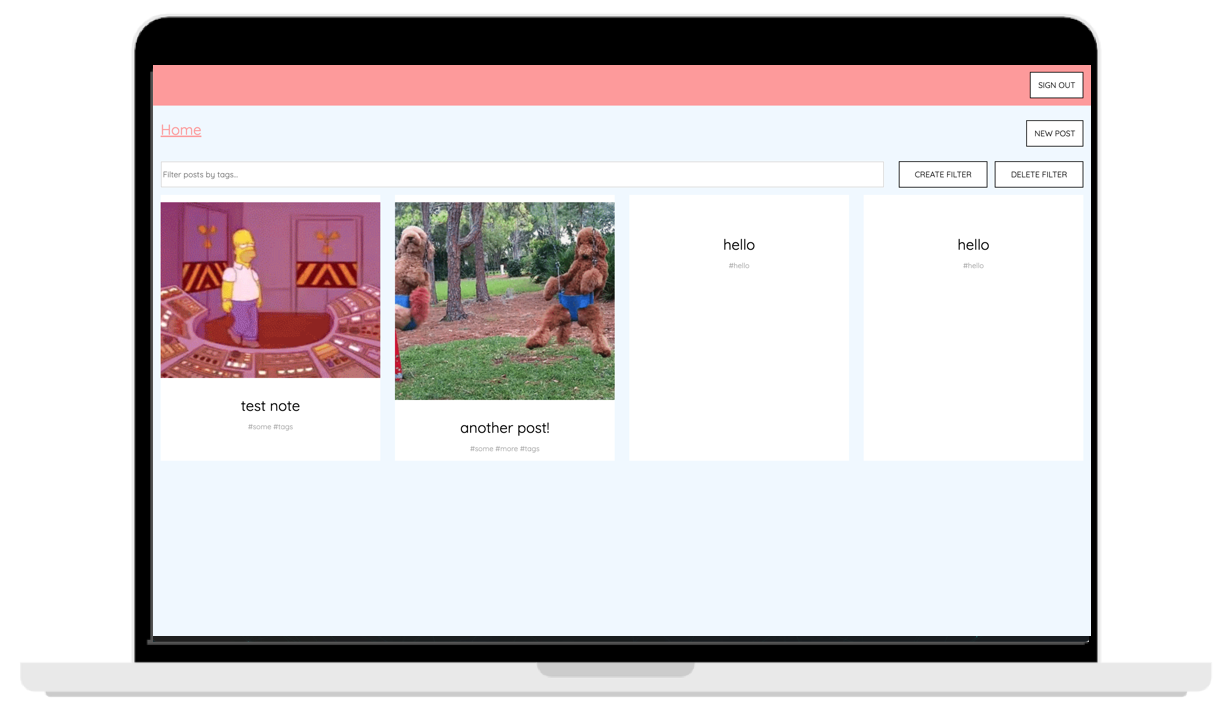 SIGN OUT
Home
NEW POST
Filter posts by tags...
CREATE FILTER
DELETE FILTER
test note
#some #tags
another post!
#some #more #tags
hello
#hello
hello
#hello